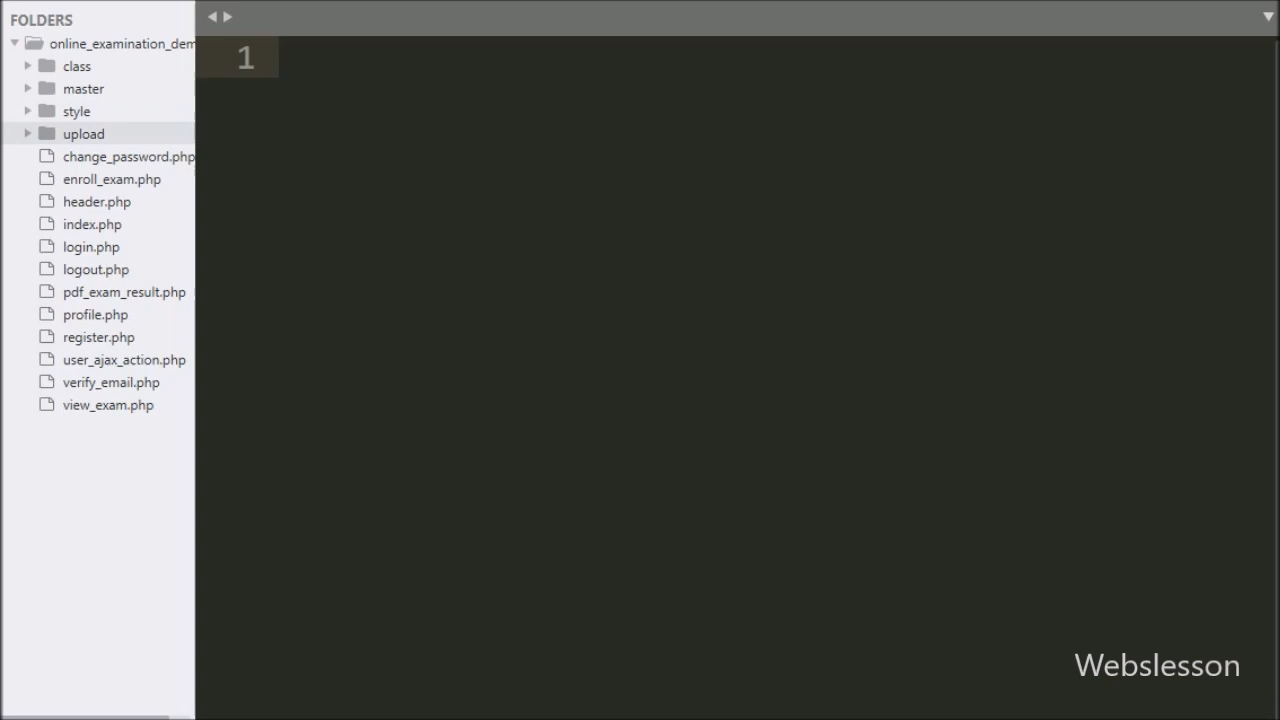 FOLDERS
online_examination_dem
class
master
style
upload
change_password.php
enroll_exam.php
header.php
index.php
login.php
logout.php
pdf_exam_result.php
profile.php
register.php
user_ajax_action.php
verify_email.php
view_exam.php
1
Webslesson